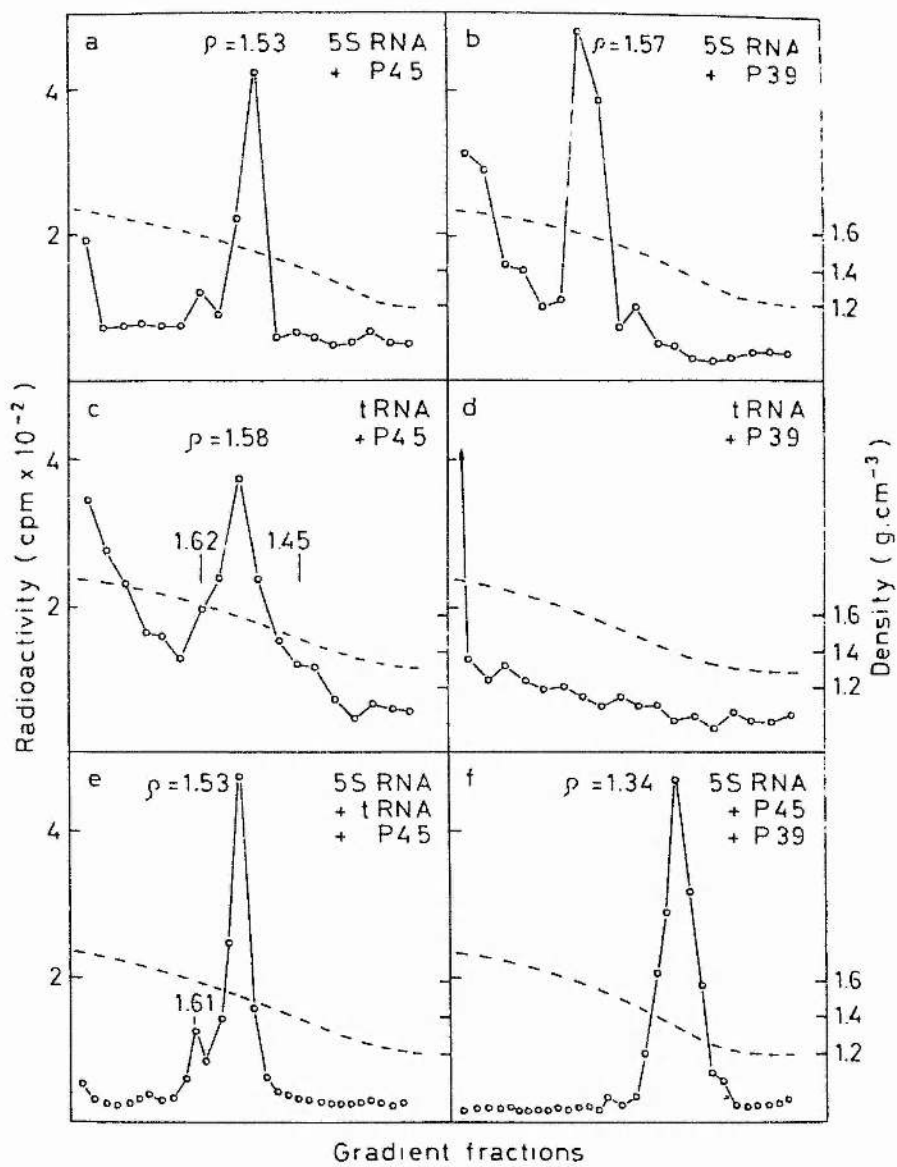 a ρ = 1.53 5S RNA
+ P45
b ρ = 1.57 5S RNA
+ P39
4
2
1.6
1.4
1.2
c tRNA
+ P45
ρ = 1.58
1.62 1.45
d tRNA
+ P39
4
2
1.6
1.4
1.2
e ρ = 1.53 5S RNA
+ tRNA
+ P45
1.61
f ρ = 1.34 5S RNA
+ P45
+ P39
4
2
1.6
1.4
1.2
Radioactivity ( cpm x 10⁻² )
Density ( g.cm⁻³ )
Gradient fractions